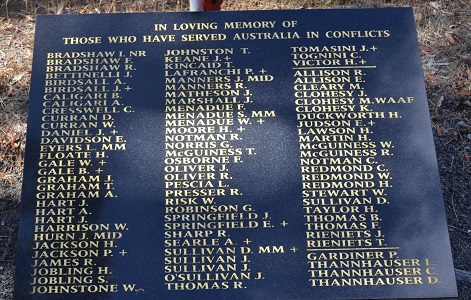 IN LOVING MEMORY OF
THOSE WHO HAVE SERVED AUSTRALIA IN CONFLICTS
BRADSHAW I. NR
BRADSHAW F.
BRADSHAW R.
BETTINELLI J.
BIRDSALL A.
BIRDSALL J. +
CALIGARI B.
CALIGARI A.
CRESSWELL C.
CURRAN D.
CURRAN W.
DANIEL J. +
DAVIDSON E.
EYERS L. MM
FLOATE H.
GALE W. +
GALE B. +
GRAHAM J.
GRAHAM T.
GRAHAM A.
HART J.
HART A.
HART J.
HARRISON W.
HURN J. MID
JACKSON H.
JACKSON P. +
JAMES R.
JOBLING H.
JOBLING S.
JOHNSTONE W.
JOHNSTON T.
KEANE J. +
KINCAID T.
LAFRANCHI P. +
MANNERS J. MID
MANNERS R.
MATHESON J.
MARSHALL J.
MENADUE F.
MENADUE S. MM
MENADUE W. +
MOORE H. +
NOTMAN R.
NORRIS G.
McGUINESS T.
OSBORNE F.
OLIVER J.
OLIVER R.
PESCIA L.
PRESSER R.
RISK W.
ROBINSON G.
SPRINGFIELD J.
SPRINGFIELD E. +
SHARP R.
SEARLE A. +
SULLIVAN D. MM +
SULLIVAN J.
SULLIVAN J.
O'SULLIVAN J.
THOMAS R.
TOMASINI J. +
TOGNINI C.
VICTOR H. +
ALLISON R.
ALLISON E.
CLEARY M.
CLOHESY J.
CLOHESY M. WAAF
CLOHESY K.
DUCKWORTH H.
JUDSON E. +
LAWSON H.
MARTIN H.
McGUINESS W.
McGUINESS R.
NOTMAN C.
REDMOND C.
REDMOND W.
REDMOND H.
STEWART W.
SULLIVAN D.
TAYLOR H.
THOMAS B.
THOMAS F.
RIENIETS J.
RIENIETS T.
GARDINER P.
THANNHAUSER L.
THANNHAUSER C.
THANNHAUSER D.